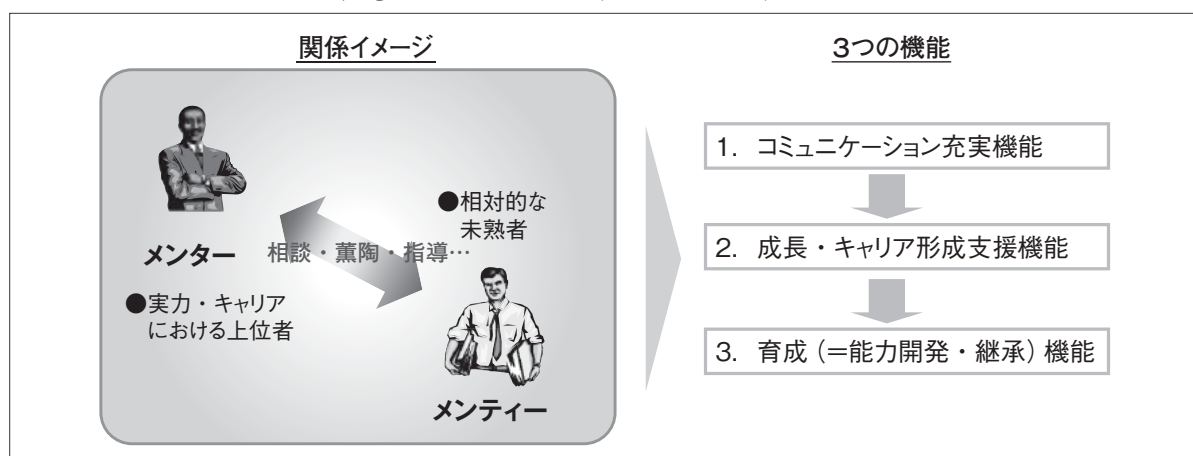 関係イメージ
メンター
●実力・キャリア
における上位者
相談・薫陶・指導…
●相対的な
未熟者
メンティー
3つの機能
1. コミュニケーション充実機能
2. 成長・キャリア形成支援機能
3. 育成（=能力開発・継承）機能